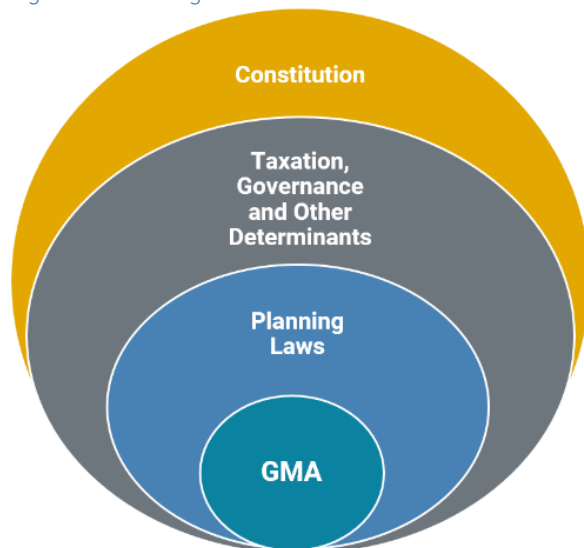 Constitution
Taxation,
Governance
and Other
Determinants
Planning
Laws
GMA